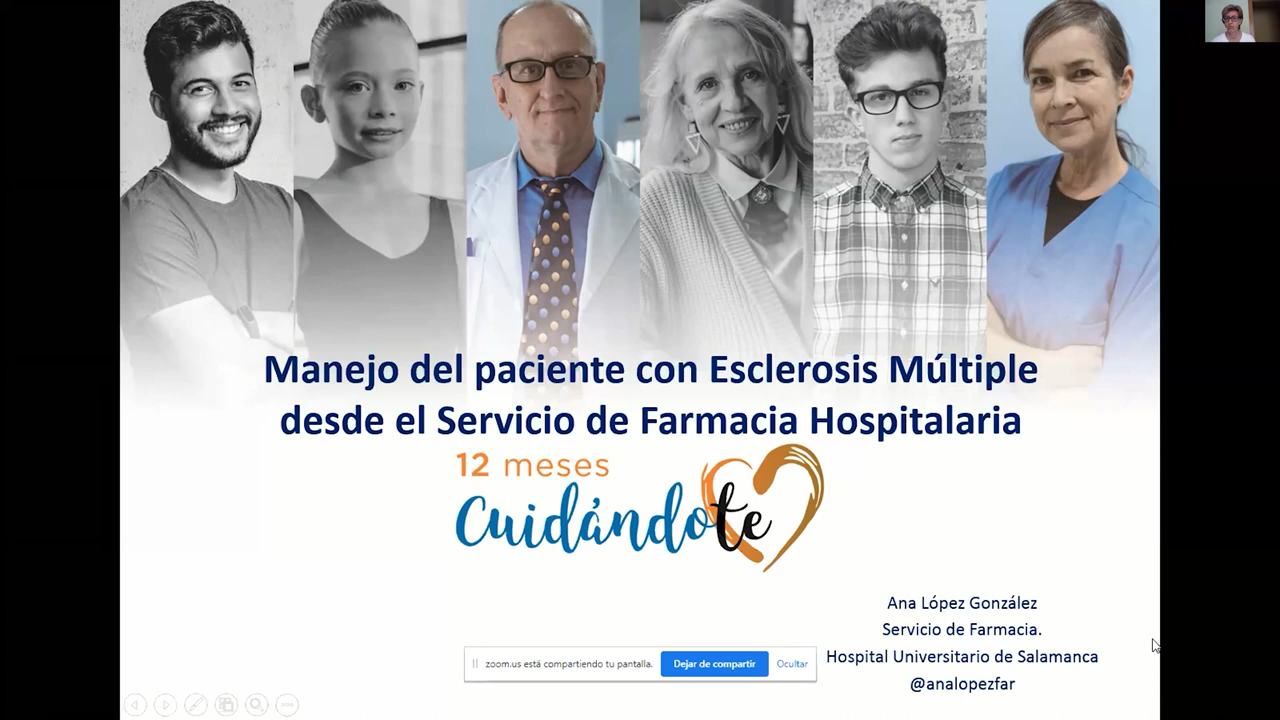 Manejo del paciente con Esclerosis Múltiple
desde el Servicio de Farmacia Hospitalaria
12 meses
Cuidándote
Ana López González
Servicio de Farmacia.
Hospital Universitario de Salamanca
@analopezfar
zoom.us está compartiendo tu pantalla. Dejar de compartir Ocultar